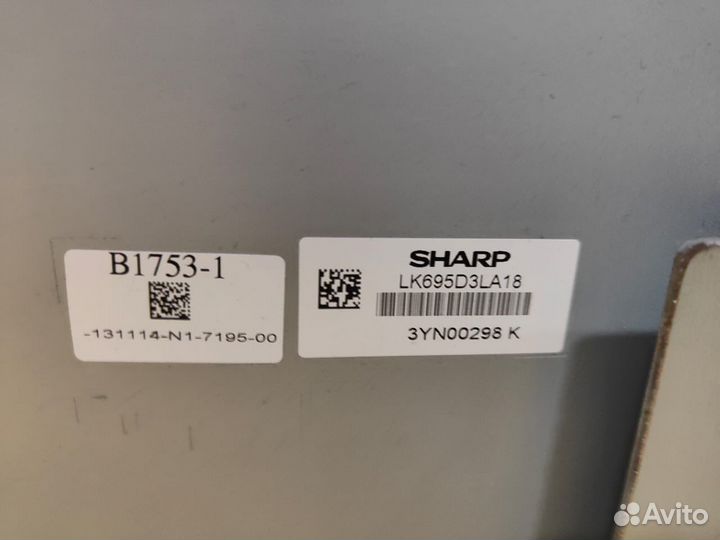 B1753-1
-131114-N1-7195-00
SHARP
LK695D3LA18
3YN00298 K
Avito